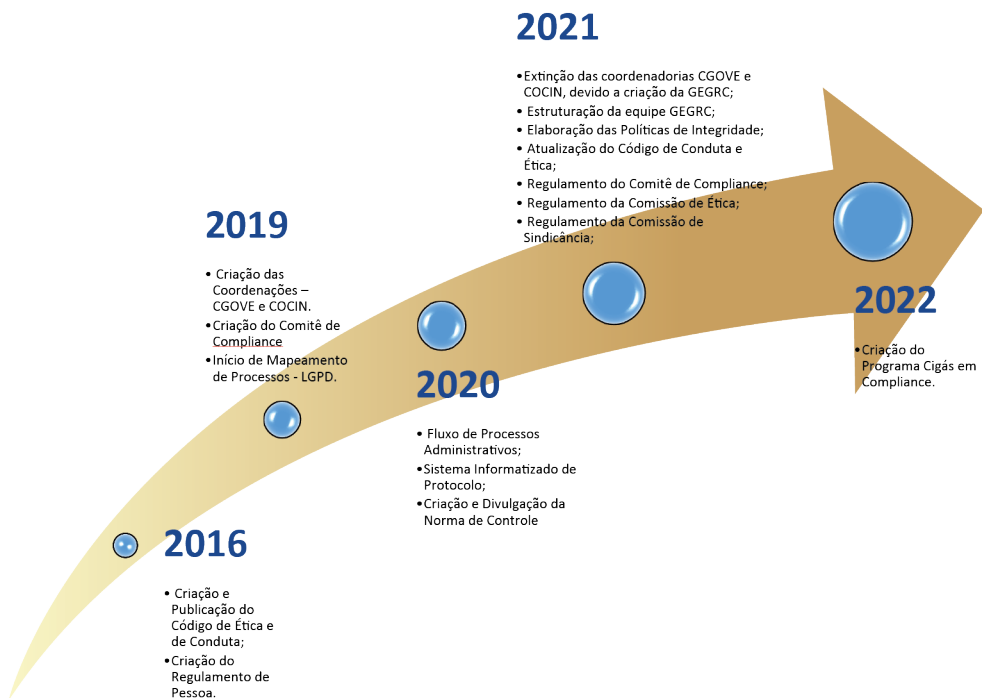 2016
• Criação e
Publicação do
Código de Ética e
de Conduta;
•Criação do
Regulamento de
Pessoa.
2019
• Criação das
Coordenações –
CGOVE e COCIN.
•Criação do Comitê de
Compliance
•Início de Mapeamento
de Processos - LGPD.
2020
• Fluxo de Processos
Administrativos;
•Sistema Informatizado de
Protocolo;
•Criação e Divulgação da
Norma de Controle
2021
•Extinção das coordenadorias CGOVE e
COCIN, devido a criação da GEGRC;
• Estruturação da equipe GEGRC;
• Elaboração das Políticas de Integridade;
• Atualização do Código de Conduta e
Ética;
• Regulamento do Comitê de Compliance;
• Regulamento da Comissão de Ética;
• Regulamento da Comissão de
Sindicância;
2022
•Criação do
Programa Cigás em
Compliance.